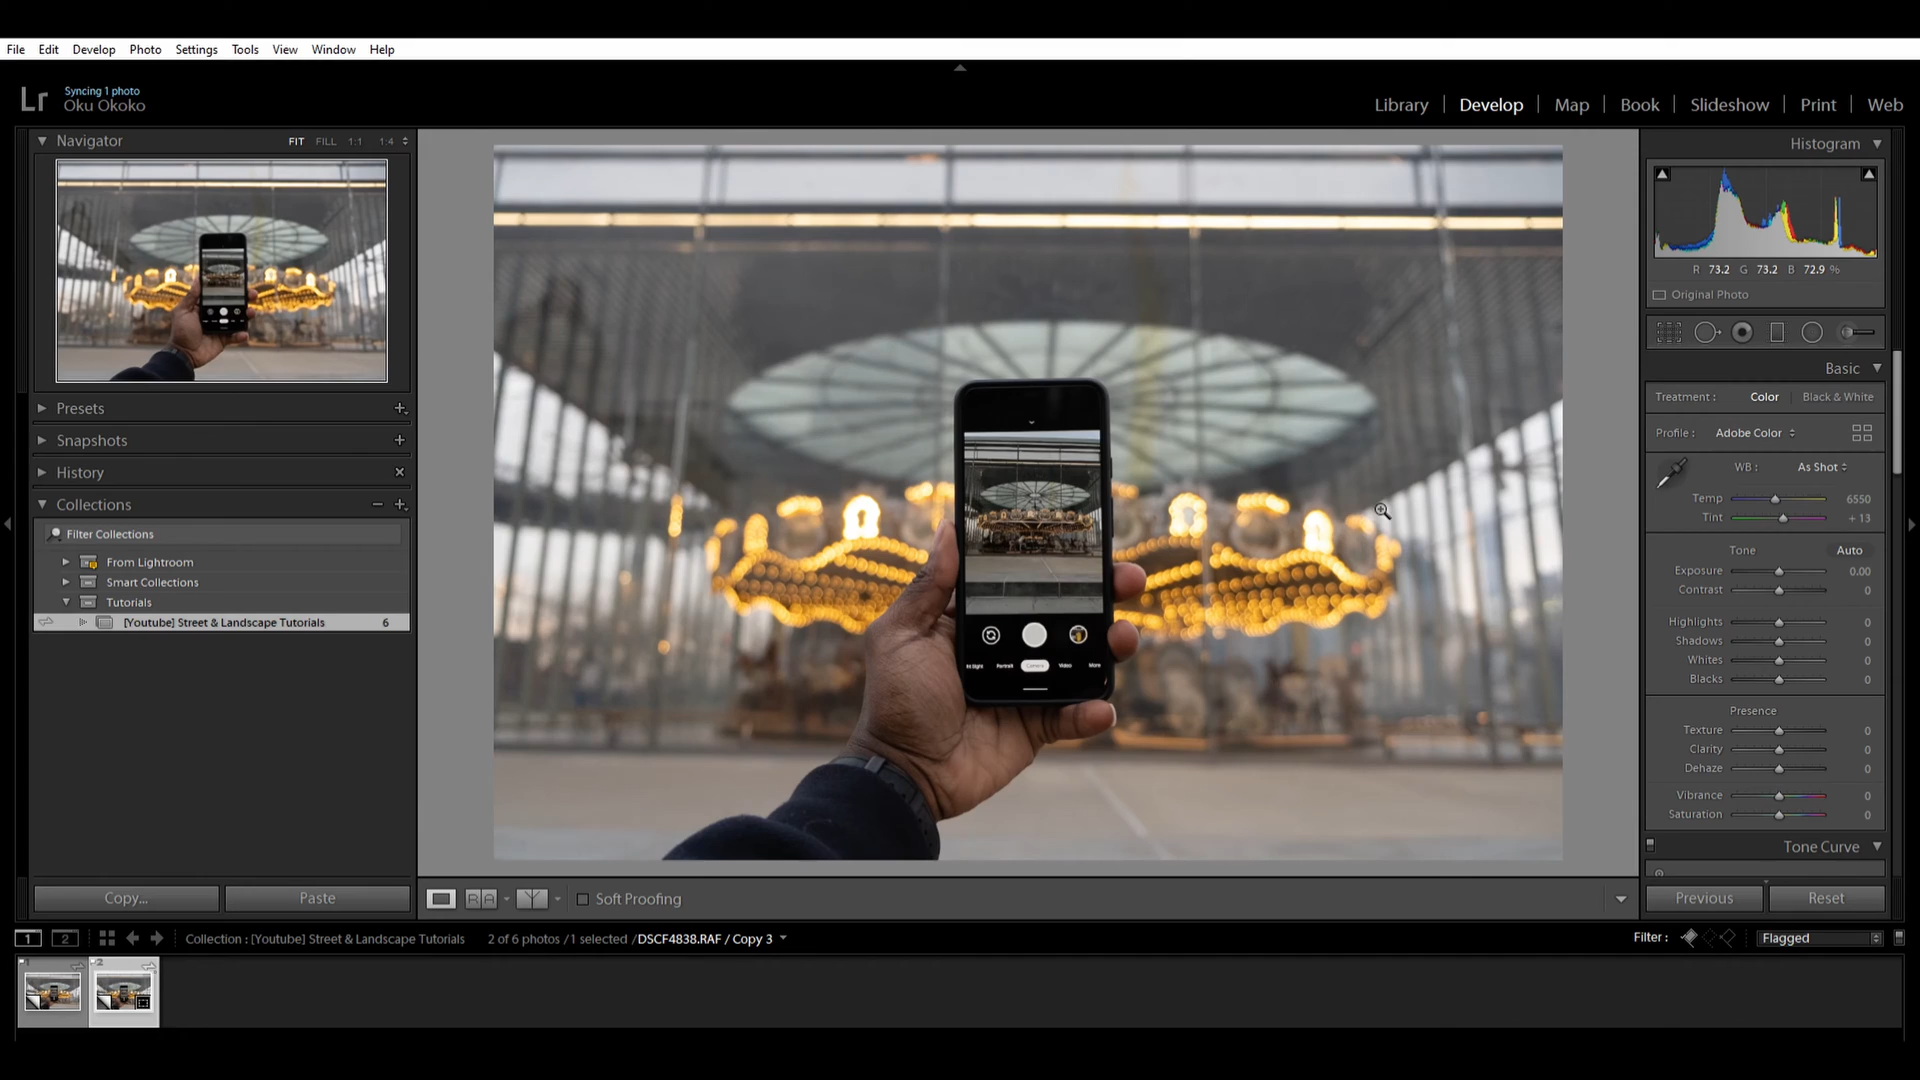 File Edit Develop Photo Settings Tools View Window Help
Lr
Syncing 1 photo
Oku Okoko
Library Develop Map Book Slideshow Print Web
Navigator FIT FILL 1:1 1:4
Presets
Snapshots
History
Collections
Filter Collections
From Lightroom
Smart Collections
Tutorials
[Youtube] Street & Landscape Tutorials 6
Copy... Paste
Portrait Camera Video More
Histogram
R 73.2 G 73.2 B 72.9 %
Original Photo
Basic
Treatment : Color Black & White
Profile : Adobe Color
WB : As Shot
Temp 6550
Tint + 13
Tone Auto
Exposure 0.00
Contrast 0
Highlights 0
Shadows 0
Whites 0
Blacks 0
Presence
Texture 0
Clarity 0
Dehaze 0
Vibrance 0
Saturation 0
Tone Curve
Previous Reset
R A Y Soft Proofing
1 2 Collection : [Youtube] Street & Landscape Tutorials 2 of 6 photos / 1 selected / DSCF4838.RAF / Copy 3
Filter : Flagged
1 2